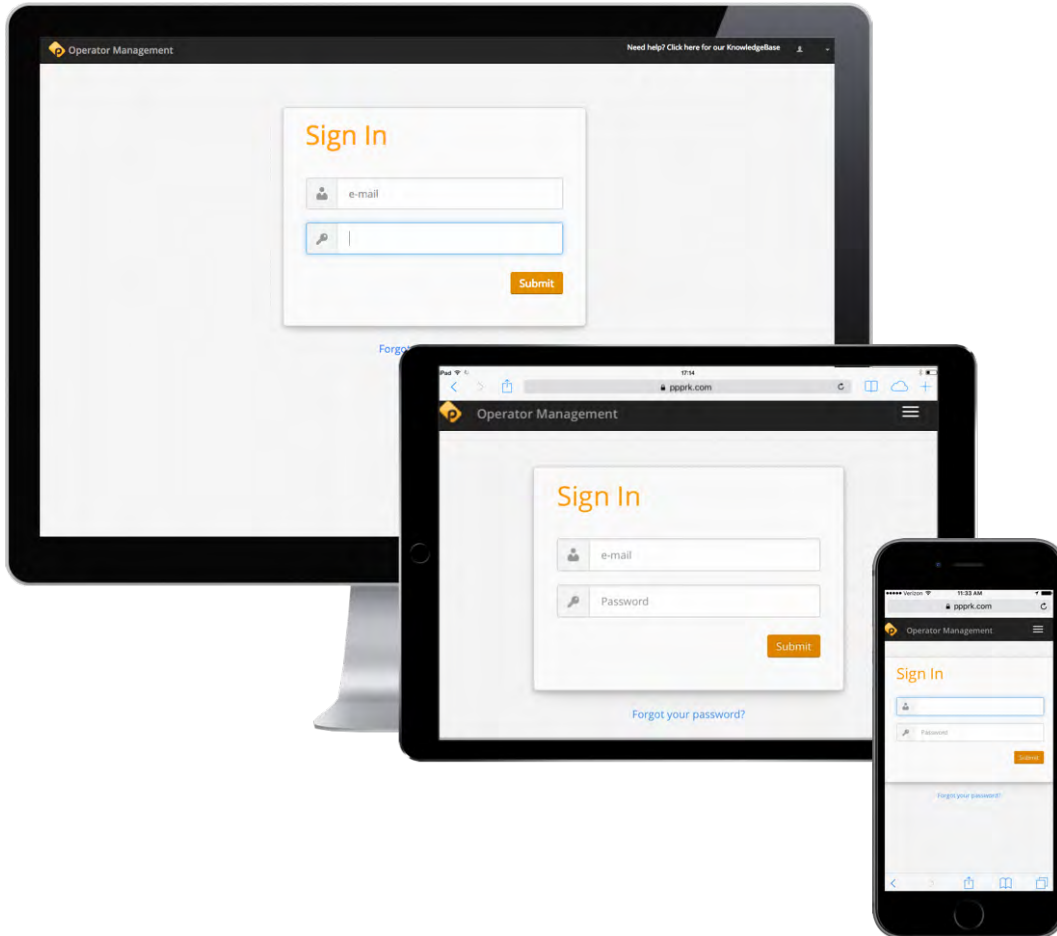 Operator Management
Need help? Click here for our KnowledgeBase
Sign In
e-mail
Submit
Forgo
iPad
17:14
ppprk.com
Operator Management
Sign In
e-mail
Password
Submit
Forgot your password?
Verizon
11:33 AM
ppprk.com
Operator Management
Sign In
Password
Submit
Forgot your password?